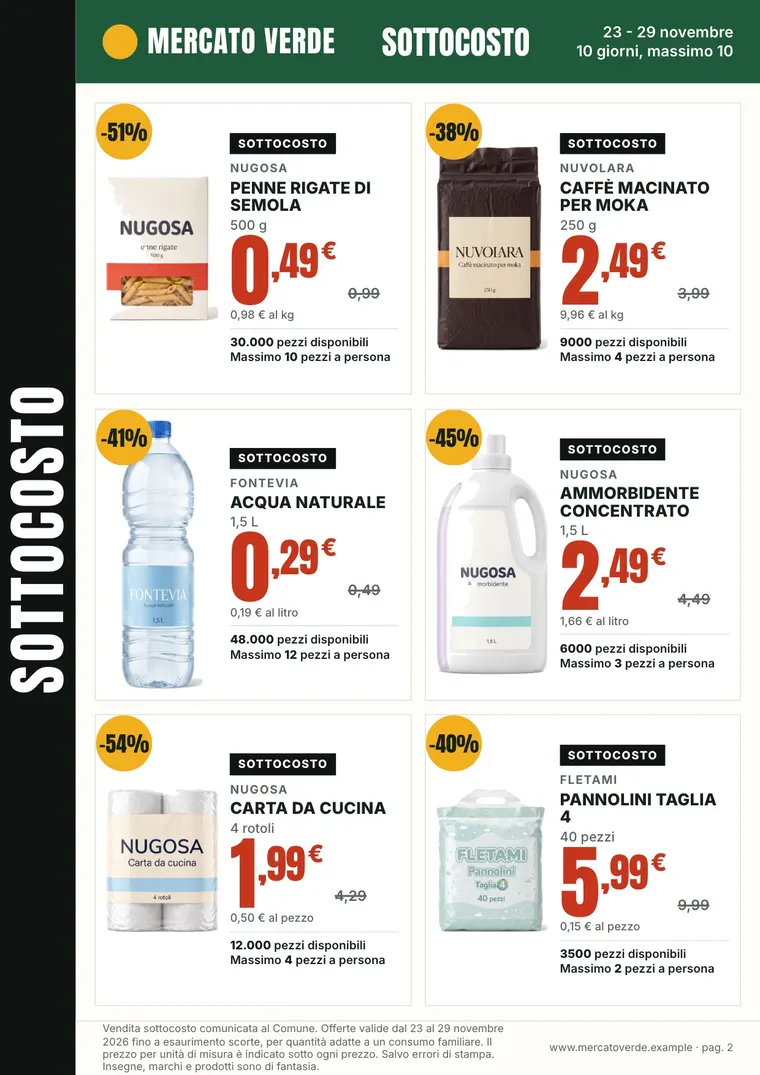 SOTTOCOSTO
MERCATO VERDE
SOTTOCOSTO
23 - 29 novembre
10 giorni, massimo 10
-51%
SOTTOCOSTO
NUGOSA
PENNE RIGATE DI
SEMOLA
500 g
0,49€
0,99
0,98 € al kg
30.000 pezzi disponibili
Massimo 10 pezzi a persona
NUGOSA
500 g
-38%
SOTTOCOSTO
NUVOLARA
CAFFÈ MACINATO
PER MOKA
250 g
2,49€
3,99
9,96 € al kg
9000 pezzi disponibili
Massimo 4 pezzi a persona
NUVOLARA
Caffè macinato per moka
250 g
-41%
SOTTOCOSTO
FONTEVIA
ACQUA NATURALE
1,5 L
0,29€
0,49
0,19 € al litro
48.000 pezzi disponibili
Massimo 12 pezzi a persona
FONTEVIA
1,5 L
-45%
SOTTOCOSTO
NUGOSA
AMMORBIDENTE
CONCENTRATO
1,5 L
2,49€
4,49
1,66 € al litro
6000 pezzi disponibili
Massimo 3 pezzi a persona
NUGOSA
1,5 L
-54%
SOTTOCOSTO
NUGOSA
CARTA DA CUCINA
4 rotoli
1,99€
4,29
0,50 € al pezzo
12.000 pezzi disponibili
Massimo 4 pezzi a persona
NUGOSA
Carta da cucina
4 rotoli
-40%
SOTTOCOSTO
FLETAMI
PANNOLINI TAGLIA
4
40 pezzi
5,99€
9,99
0,15 € al pezzo
3500 pezzi disponibili
Massimo 2 pezzi a persona
FLETAMI
Pannolini
Taglia 4
40 pezzi
Vendita sottocosto comunicata al Comune. Offerte valide dal 23 al 29 novembre
2026 fino a esaurimento scorte, per quantità adatte a un consumo familiare. Il
prezzo per unità di misura è indicato sotto ogni prezzo. Salvo errori di stampa.
Insegne, marchi e prodotti sono di fantasia.
www.mercatoverde.example · pag. 2